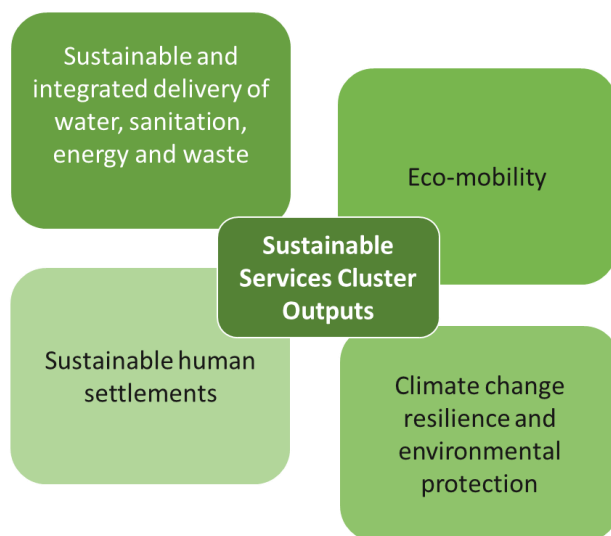 Sustainable and
integrated delivery of
water, sanitation,
energy and waste
Eco-mobility
Sustainable
Services Cluster
Outputs
Sustainable human
settlements
Climate change
resilience and
environmental
protection